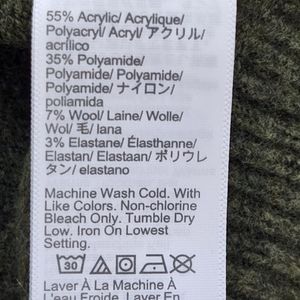 55% Acrylic/ Acrylique/
Polyacryl/ Acryl/ アクリル/
acrílico
35% Polyamide/
Polyamide/ Polyamide/
Polyamide/ ナイロン/
poliamida
7% Wool/ Laine/ Wolle/
Wol/ 毛/ lana
3% Elastane/ Élasthanne/
Elastan/ Elastaan/ ポリウレ
タン/ elastano
Machine Wash Cold. With
Like Colors. Non-chlorine
Bleach Only. Tumble Dry
Low. Iron On Lowest
Setting.
30
Laver À La Machine À
L'eau Froide. Laver En